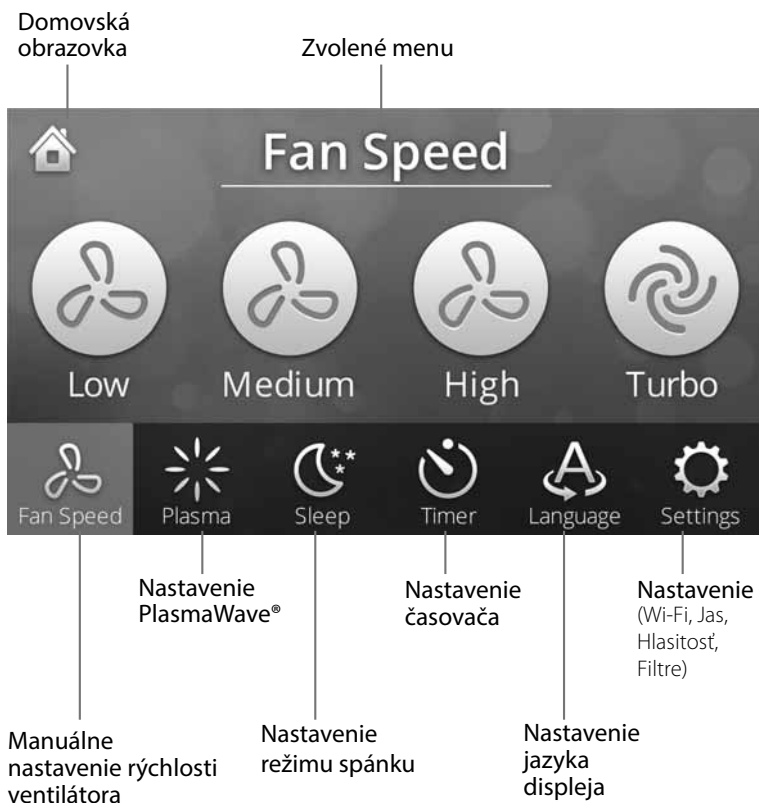 Domovská
obrazovka
Zvolené menu
Fan Speed
Low Medium High Turbo
Fan Speed Plasma Sleep Timer Language Settings
Nastavenie
PlasmaWave®
Nastavenie
časovača
Nastavenie
(Wi-Fi, Jas,
Hlasitosť,
Filtre)
Manuálne
nastavenie rýchlosti
ventilátora
Nastavenie
režimu spánku
Nastavenie
jazyka
displeja